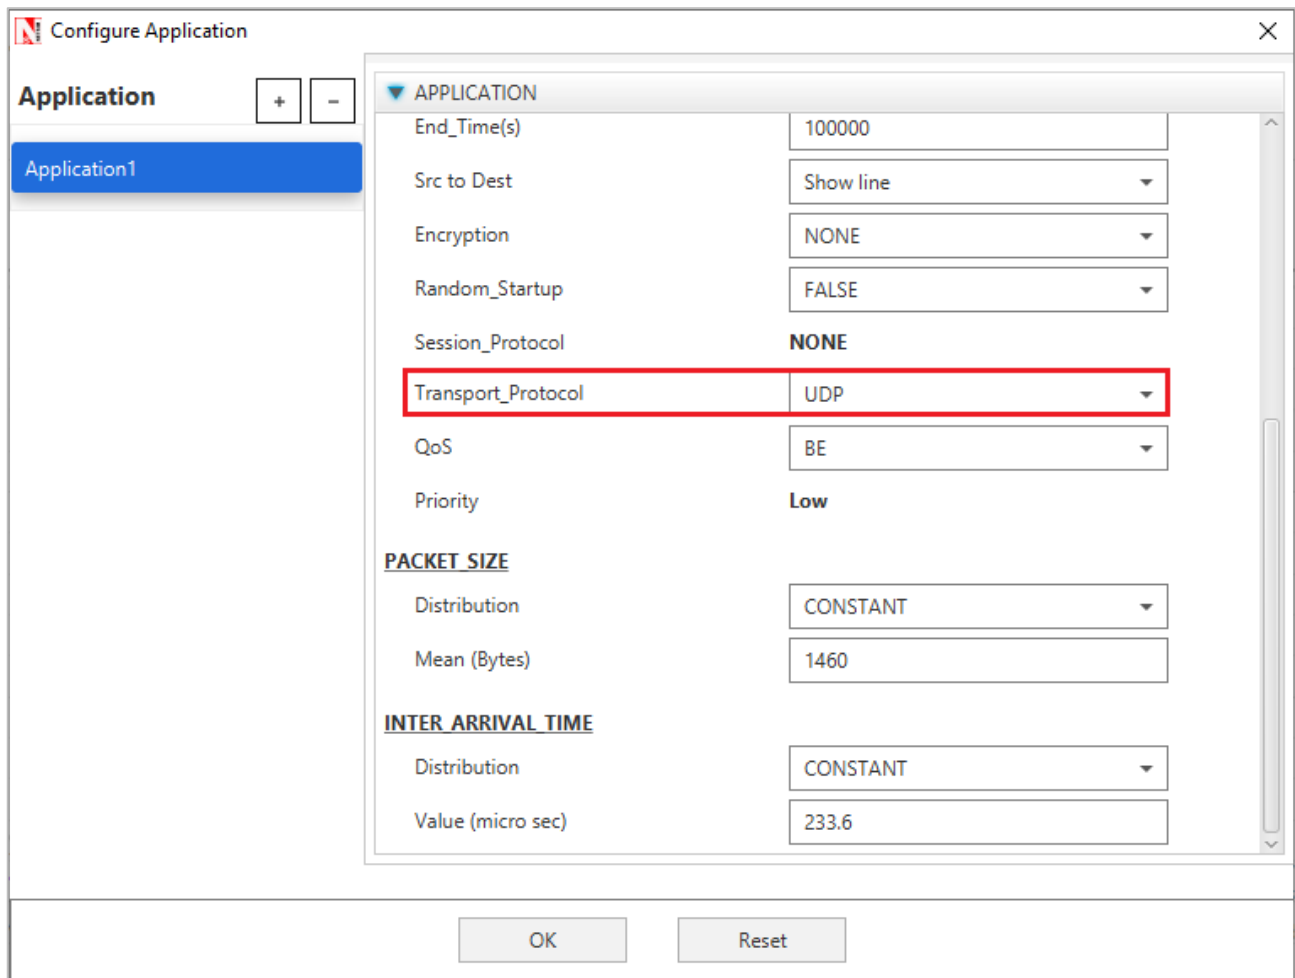 Configure Application
Application + -
Application1
APPLICATION
End_Time(s) 100000
Src to Dest Show line
Encryption NONE
Random_Startup FALSE
Session_Protocol NONE
Transport_Protocol UDP
QoS BE
Priority Low
PACKET_SIZE
Distribution CONSTANT
Mean (Bytes) 1460
INTER_ARRIVAL_TIME
Distribution CONSTANT
Value (micro sec) 233.6
OK Reset